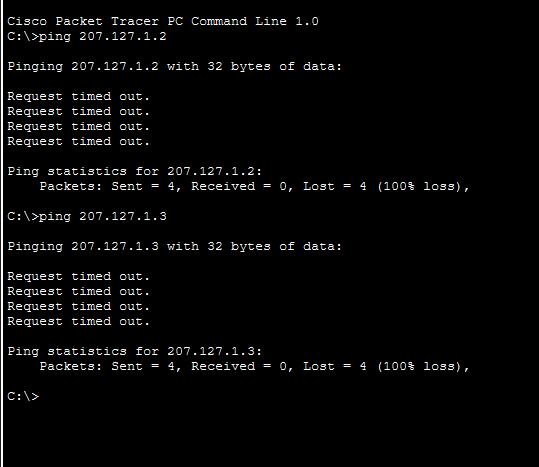 Cisco Packet Tracer PC Command Line 1.0
C:\>ping 207.127.1.2
Pinging 207.127.1.2 with 32 bytes of data:
Request timed out.
Request timed out.
Request timed out.
Request timed out.
Ping statistics for 207.127.1.2:
    Packets: Sent = 4, Received = 0, Lost = 4 (100% loss),
C:\>ping 207.127.1.3
Pinging 207.127.1.3 with 32 bytes of data:
Request timed out.
Request timed out.
Request timed out.
Request timed out.
Ping statistics for 207.127.1.3:
    Packets: Sent = 4, Received = 0, Lost = 4 (100% loss),
C:\>